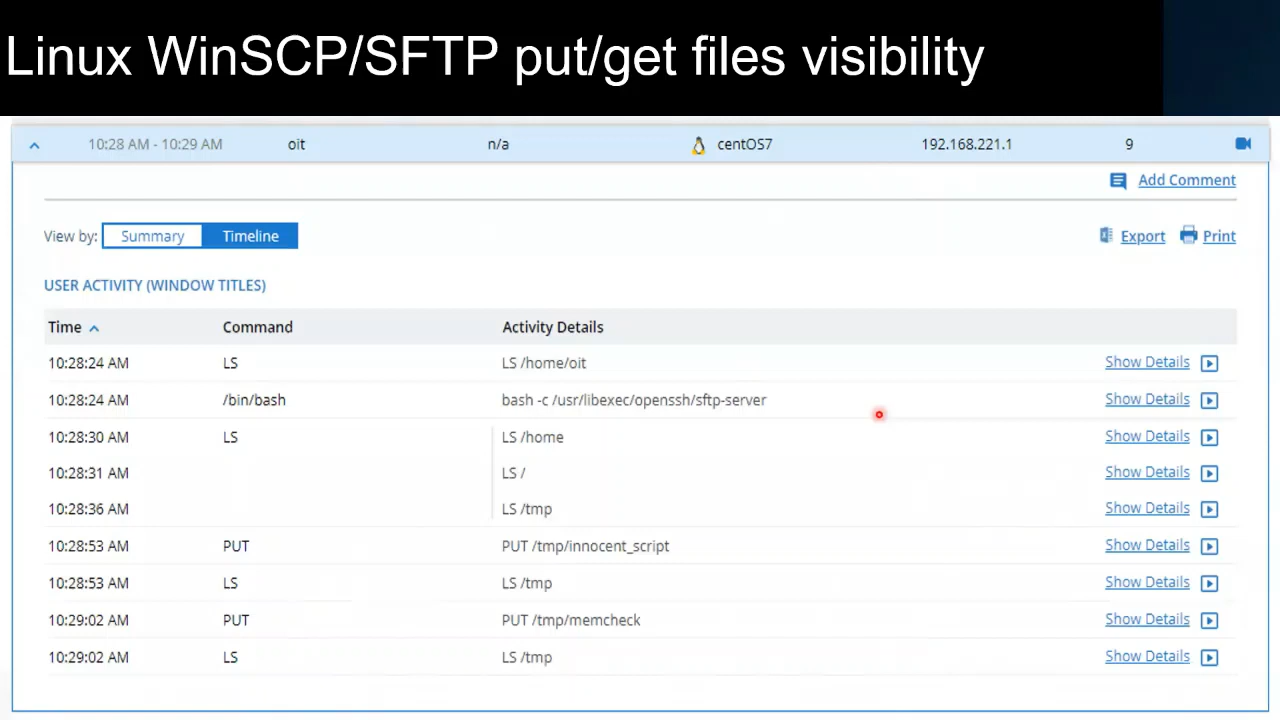 Linux WinSCP/SFTP put/get files visibility
10:28 AM - 10:29 AM oit n/a centOS7 192.168.221.1 9
Add Comment
View by: Summary Timeline Export Print
USER ACTIVITY (WINDOW TITLES)
Time Command Activity Details
10:28:24 AM LS LS /home/oit Show Details
10:28:24 AM /bin/bash bash -c /usr/libexec/openssh/sftp-server Show Details
10:28:30 AM LS LS /home Show Details
10:28:31 AM LS / Show Details
10:28:36 AM LS /tmp Show Details
10:28:53 AM PUT PUT /tmp/innocent_script Show Details
10:28:53 AM LS LS /tmp Show Details
10:29:02 AM PUT PUT /tmp/memcheck Show Details
10:29:02 AM LS LS /tmp Show Details